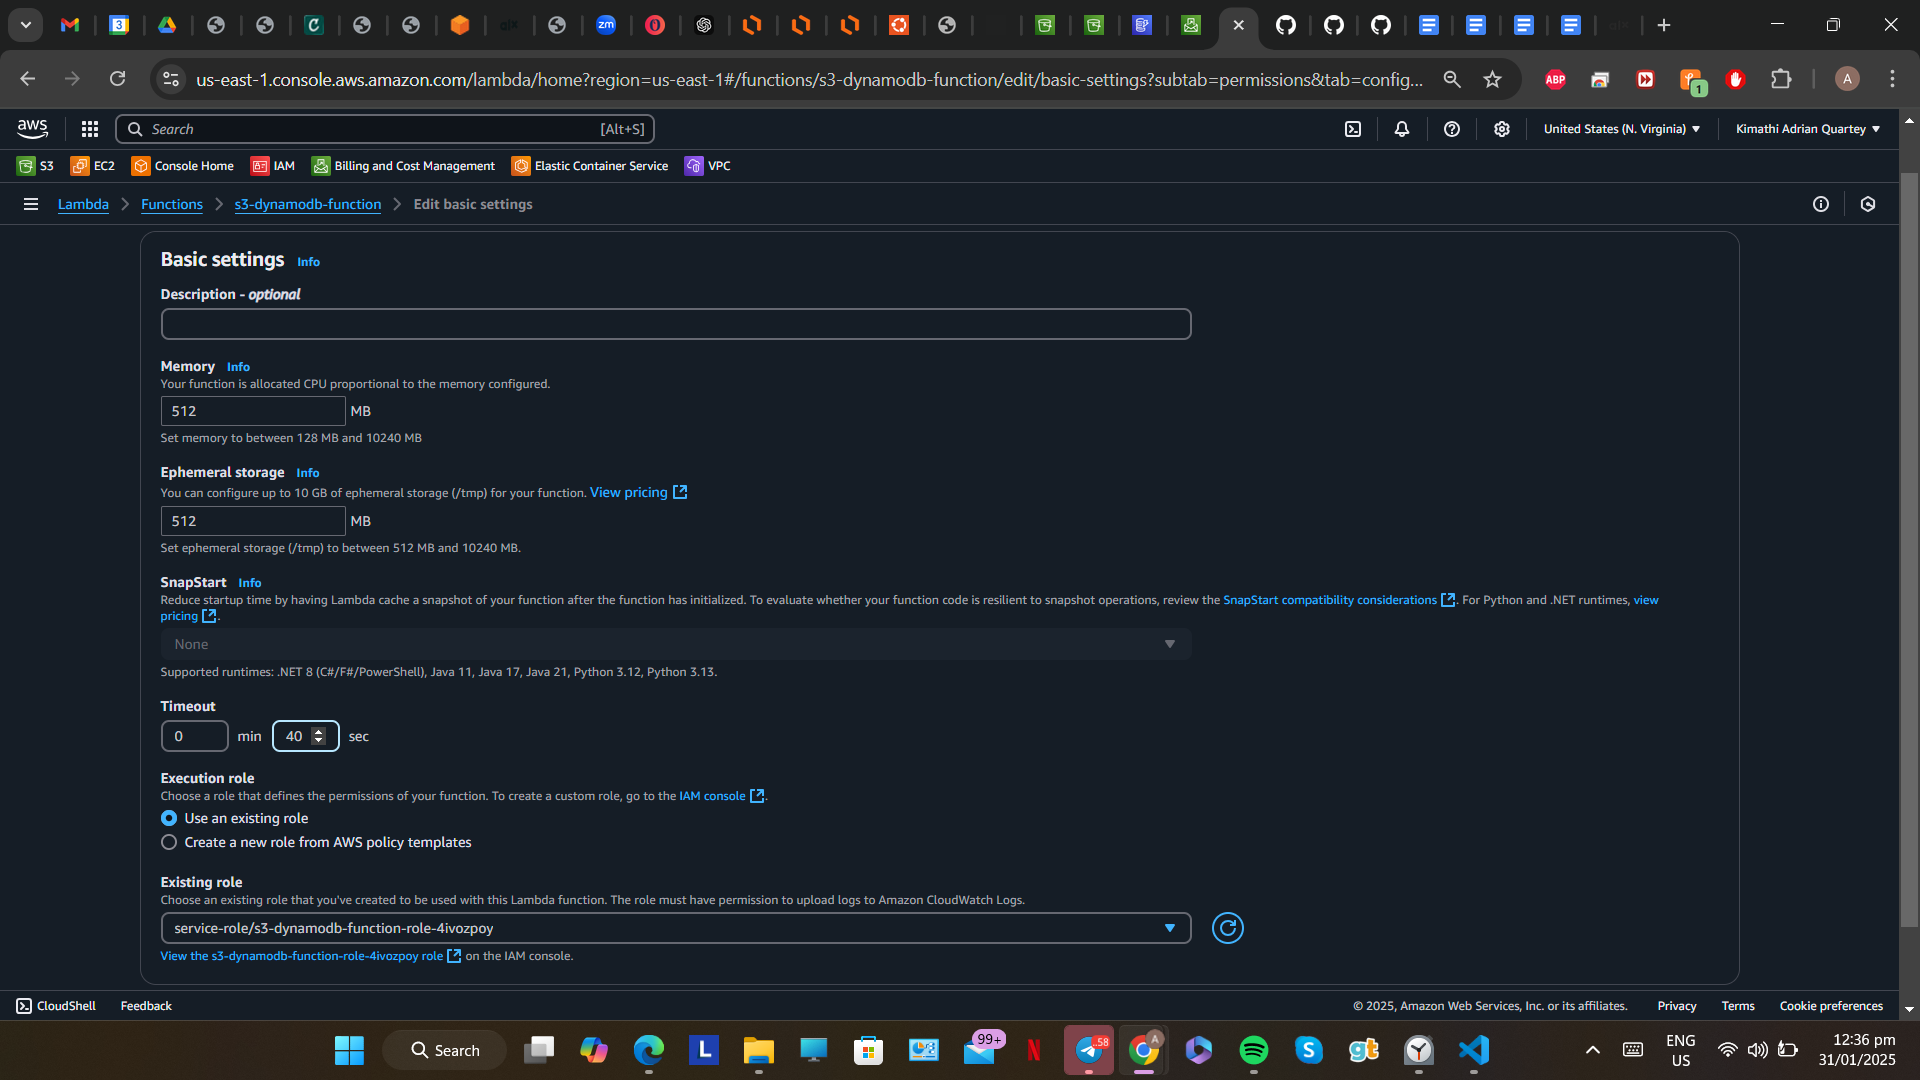 us-east-1.console.aws.amazon.com/lambda/home?region=us-east-1#/functions/s3-dynamodb-function/edit/basic-settings?subtab=permissions&tab=config...
ABP
1
A
aws
Search
[Alt+S]
United States (N. Virginia)
Kimathi Adrian Quartey
S3
EC2
Console Home
IAM
Billing and Cost Management
Elastic Container Service
VPC
Lambda
Functions
s3-dynamodb-function
Edit basic settings
Basic settings Info
Description - optional
Memory Info
Your function is allocated CPU proportional to the memory configured.
512 MB
Set memory to between 128 MB and 10240 MB
Ephemeral storage Info
You can configure up to 10 GB of ephemeral storage (/tmp) for your function. View pricing
512 MB
Set ephemeral storage (/tmp) to between 512 MB and 10240 MB.
SnapStart Info
Reduce startup time by having Lambda cache a snapshot of your function after the function has initialized. To evaluate whether your function code is resilient to snapshot operations, review the SnapStart compatibility considerations. For Python and .NET runtimes, view
pricing.
None
Supported runtimes: .NET 8 (C#/F#/PowerShell), Java 11, Java 17, Java 21, Python 3.12, Python 3.13.
Timeout
0 min 40 sec
Execution role
Choose a role that defines the permissions of your function. To create a custom role, go to the IAM console.
Use an existing role
Create a new role from AWS policy templates
Existing role
Choose an existing role that you've created to be used with this Lambda function. The role must have permission to upload logs to Amazon CloudWatch Logs.
service-role/s3-dynamodb-function-role-4ivozpoy
View the s3-dynamodb-function-role-4ivozpoy role on the IAM console.
CloudShell
Feedback
© 2025, Amazon Web Services, Inc. or its affiliates.
Privacy
Terms
Cookie preferences
Search
L
99+
N
..58
A
S
gt
ENG
US
12:36 pm
31/01/2025